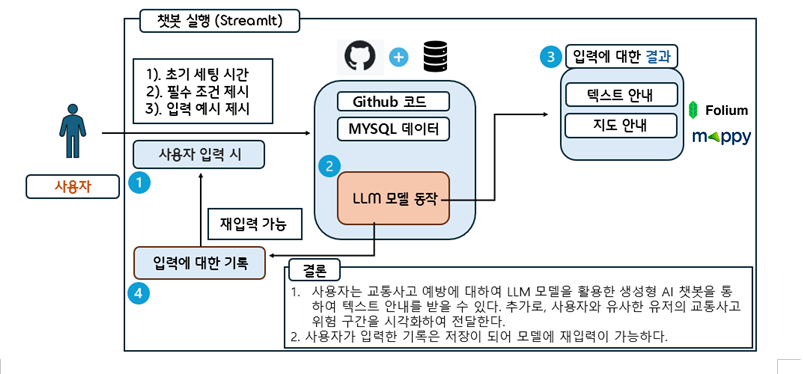 챗봇 실행 (Streamlt)
1). 초기 세팅 시간
2). 필수 조건 제시
3). 입력 예시 제시
사용자
1
사용자 입력 시
Github 코드
MYSQL 데이터
2
LLM 모델 동작
3
입력에 대한 결과
텍스트 안내
지도 안내
Folium
mappy
재입력 가능
입력에 대한 기록
4
결론
1. 사용자는 교통사고 예방에 대하여 LLM 모델을 활용한 생성형 AI 챗봇을 통
하여 텍스트 안내를 받을 수 있다. 추가로, 사용자와 유사한 유저의 교통사고
위험 구간을 시각화하여 전달한다.
2. 사용자가 입력한 기록은 저장이 되어 모델에 재입력이 가능하다.